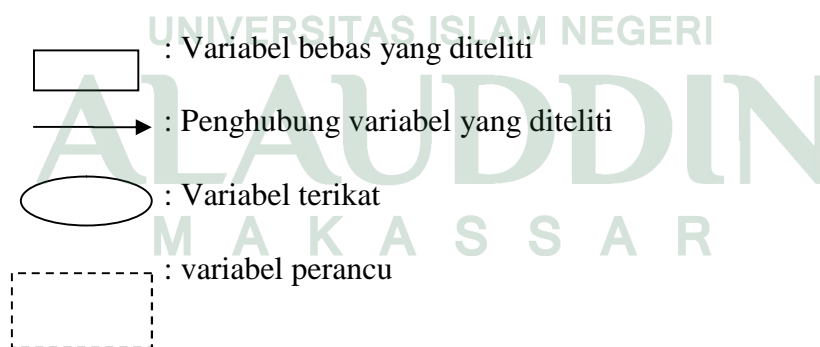 UNIVERSITAS ISLAM NEGERI
: Variabel bebas yang diteliti
ALAUDDIN
: Penghubung variabel yang diteliti
: Variabel terikat
MAKASSAR
: variabel perancu